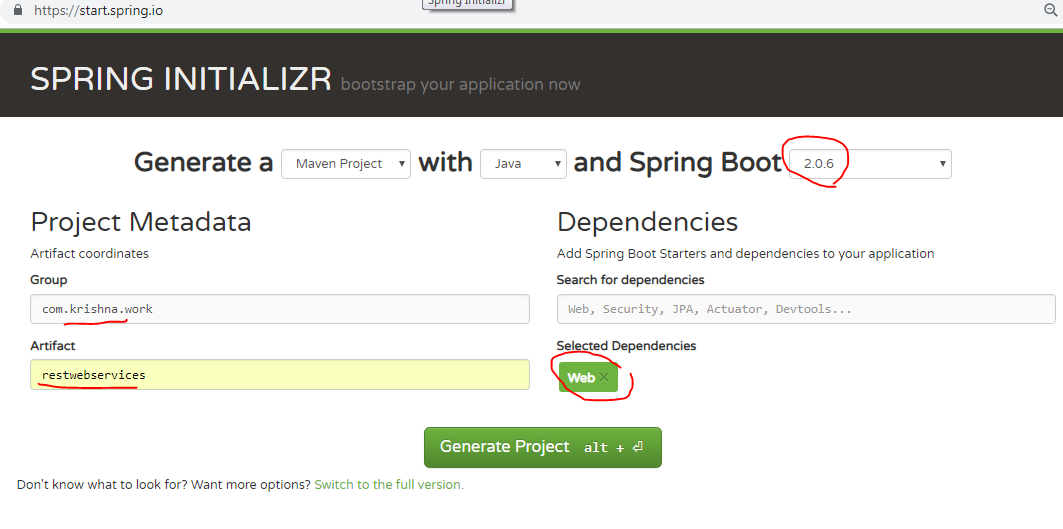 Spring Initializr
https://start.spring.io
SPRING INITIALIZR bootstrap your application now
Generate a Maven Project with Java and Spring Boot 2.0.6
Project Metadata
Artifact coordinates
Group
com.krishna.work
Artifact
restwebservices
Dependencies
Add Spring Boot Starters and dependencies to your application
Search for dependencies
Web, Security, JPA, Actuator, Devtools...
Selected Dependencies
Web ×
Generate Project alt + ⏎
Don't know what to look for? Want more options? Switch to the full version.